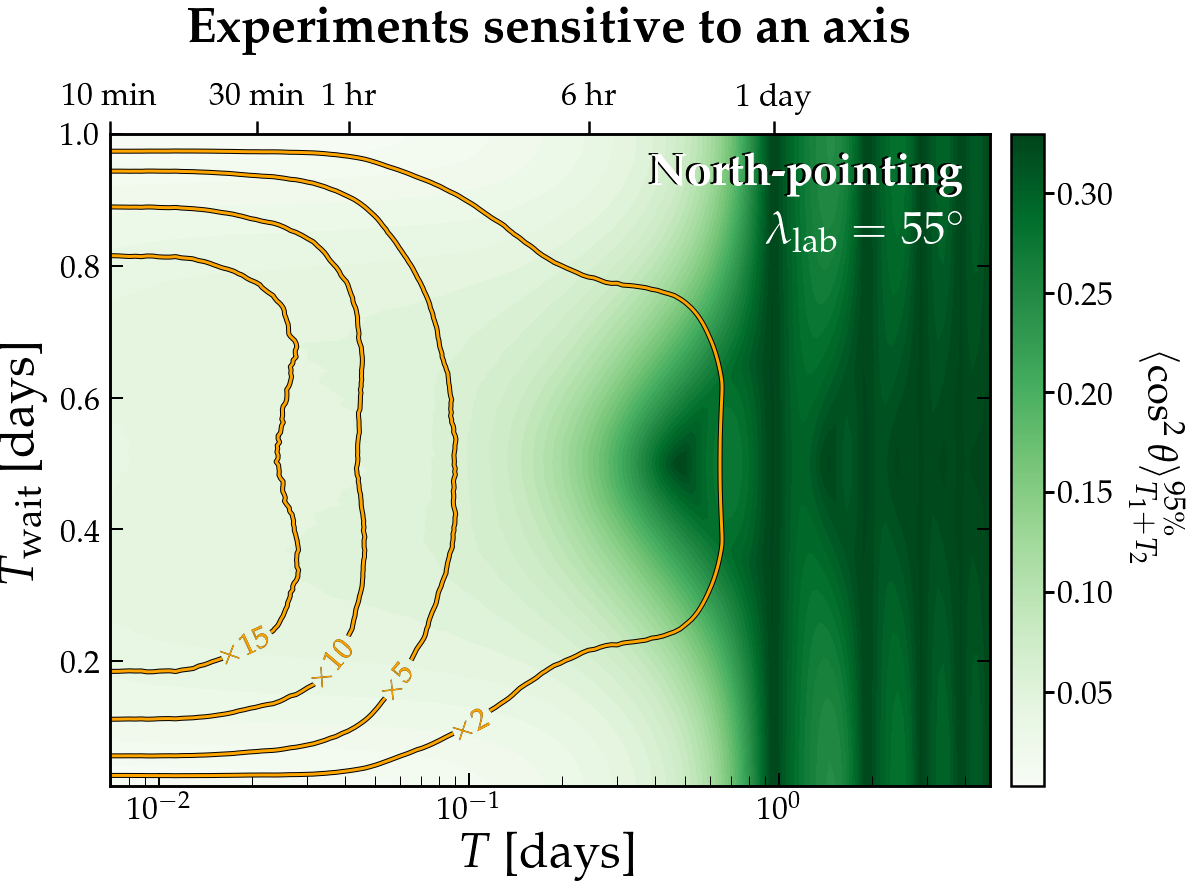 Experiments sensitive to an axis
10 min 30 min 1 hr 6 hr 1 day
North-pointing
λ_lab = 55°
1.0
0.8
0.6
0.4
0.2
T_wait [days]
×15
×10
×5
×2
10⁻² 10⁻¹ 10⁰
T [days]
0.30
0.25
0.20
0.15
0.10
0.05
⟨cos² θ⟩^{95%}_{T₁+T₂}